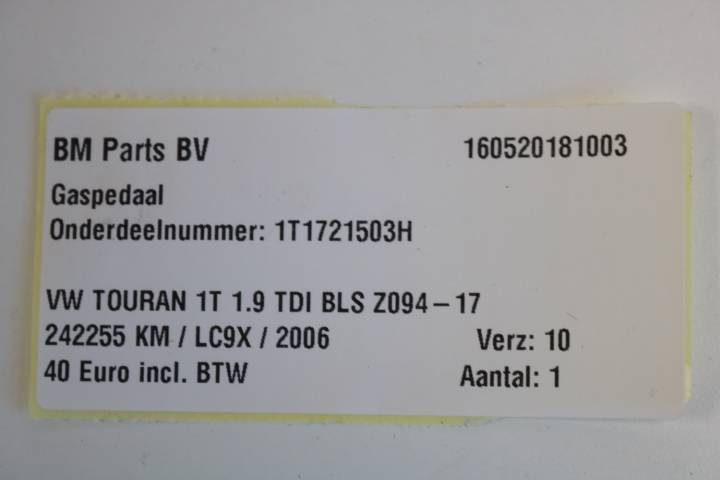 BM Parts BV 160520181003
Gaspedaal
Onderdeelnummer: 1T1721503H
VW TOURAN 1T 1.9 TDI BLS Z094-17
242255 KM / LC9X / 2006 Verz: 10
40 Euro incl. BTW Aantal: 1